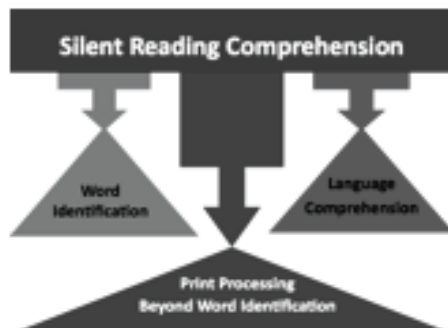 Silent Reading Comprehension
Word
Identification
Language
Comprehension
Print Processing
Beyond Word Identification